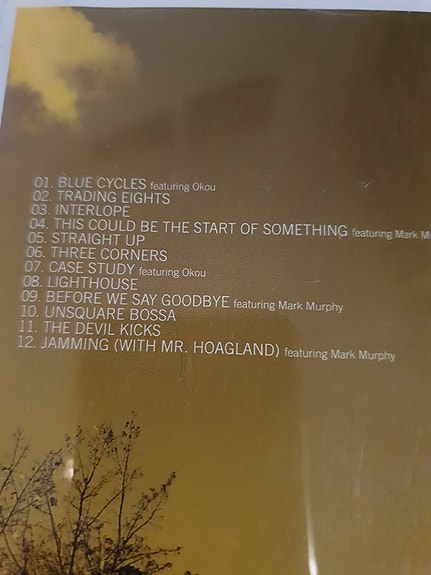 01. BLUE CYCLES featuring Okou
02. TRADING EIGHTS
03. INTERLOPE
04. THIS COULD BE THE START OF SOMETHING featuring Mark M
05. STRAIGHT UP
06. THREE CORNERS
07. CASE STUDY featuring Okou
08. LIGHTHOUSE
09. BEFORE WE SAY GOODBYE featuring Mark Murphy
10. UNSQUARE BOSSA
11. THE DEVIL KICKS
12. JAMMING (WITH MR. HOAGLAND) featuring Mark Murphy